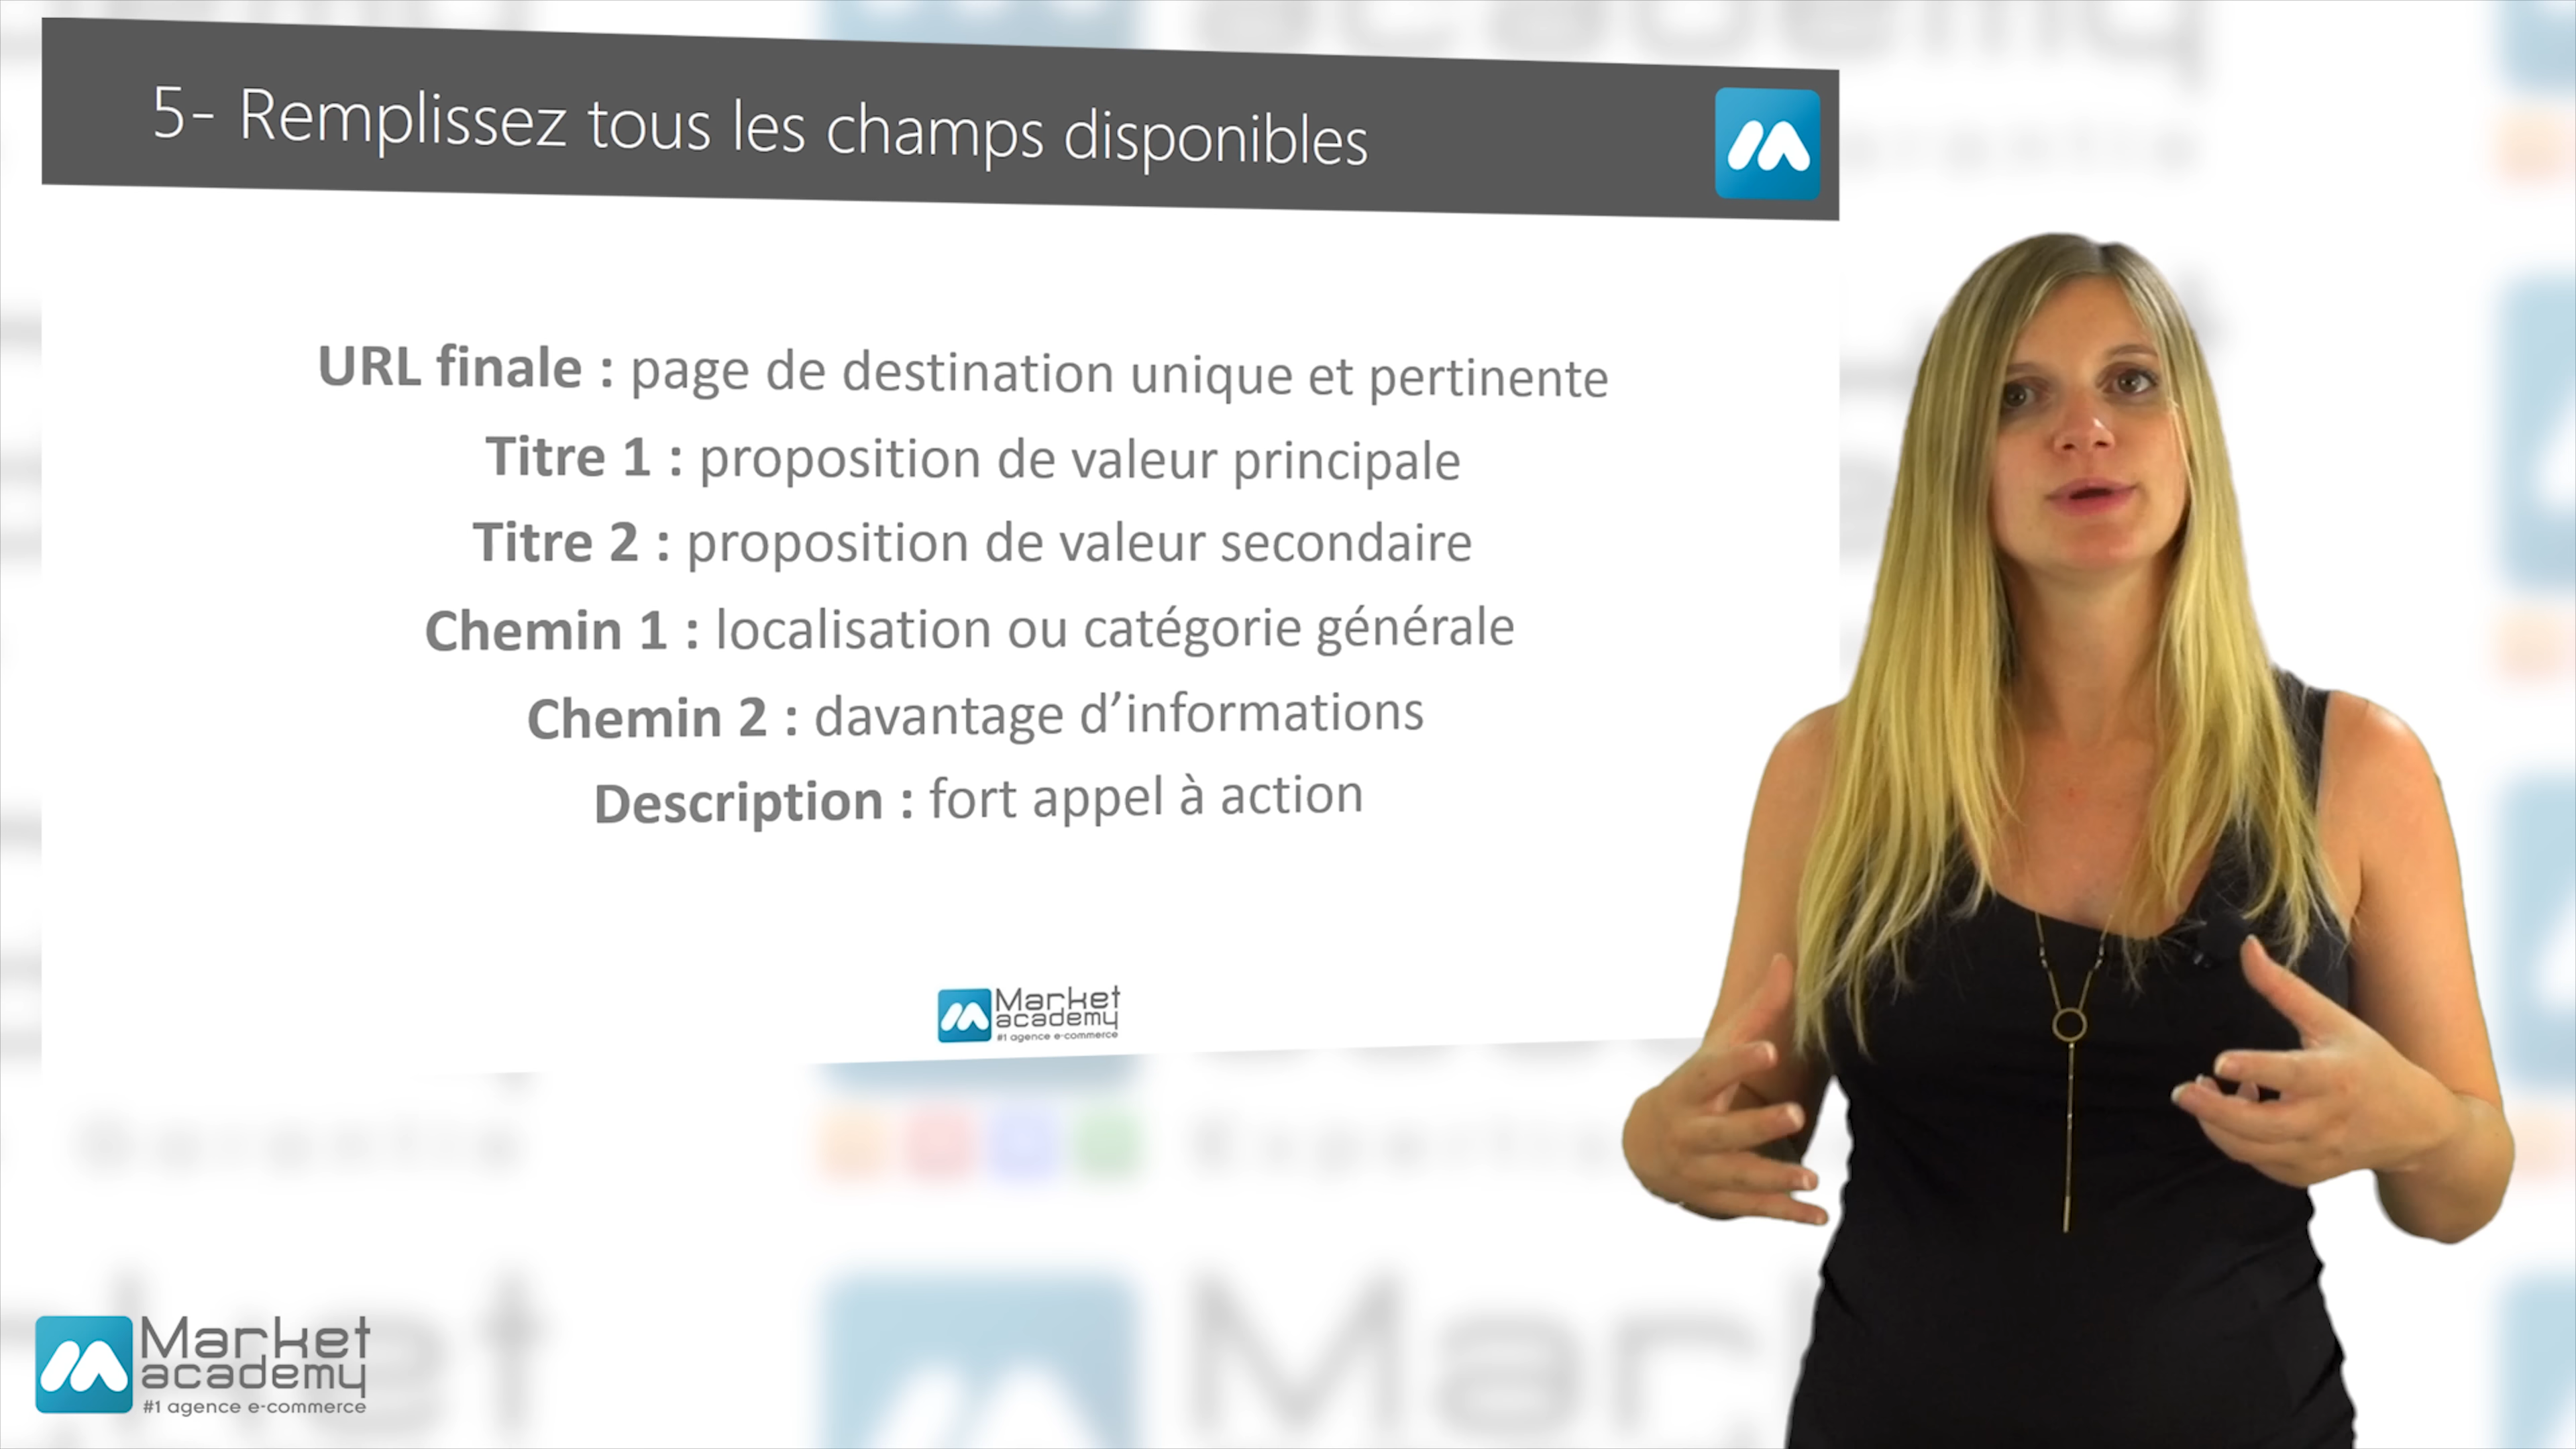 5- Remplissez tous les champs disponibles
URL finale : page de destination unique et pertinente
Titre 1 : proposition de valeur principale
Titre 2 : proposition de valeur secondaire
Chemin 1 : localisation ou catégorie générale
Chemin 2 : davantage d’informations
Description : fort appel à action
Market
academy
#1 agence e-commerce
Market
academy
#1 agence e-commerce